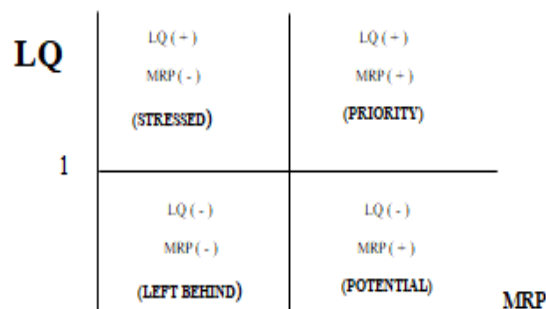 LQ
LQ ( + )
MRP ( - )
(STRESSED)
LQ ( + )
MRP ( + )
(PRIORITY)
1
LQ ( - )
MRP ( - )
(LEFT BEHIND)
LQ ( - )
MRP ( + )
(POTENTIAL)
MRP